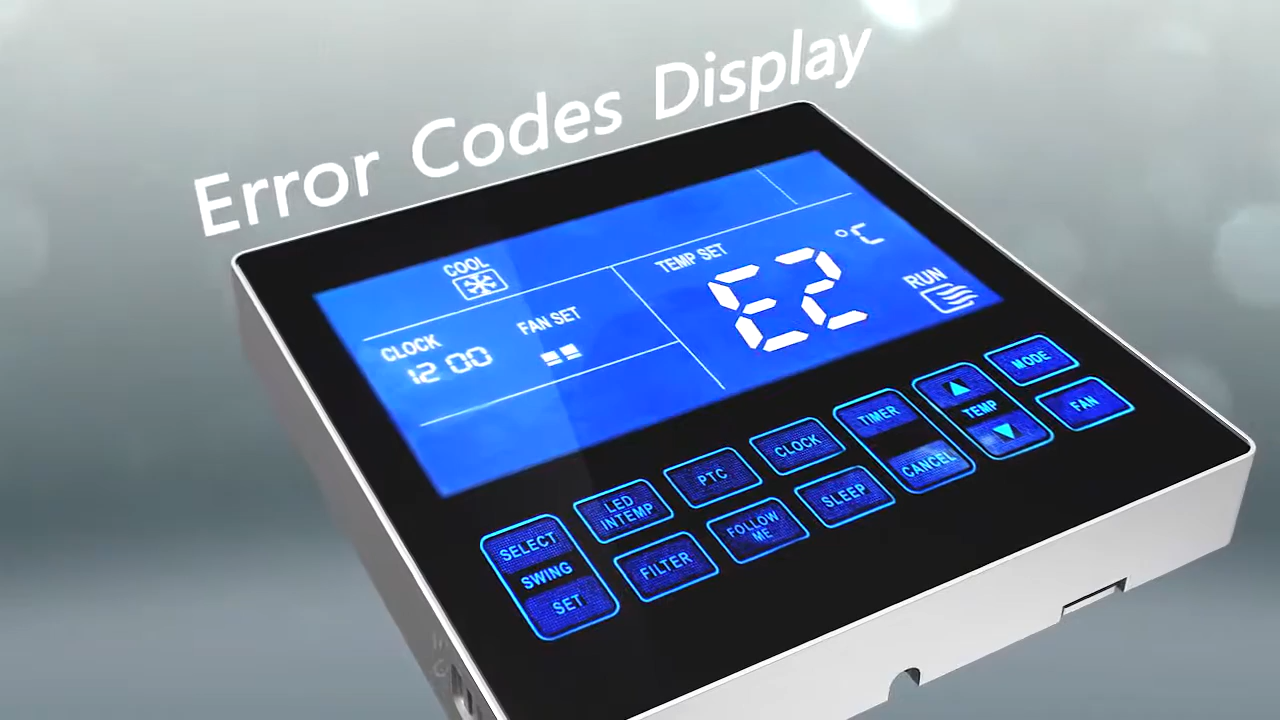 Error Codes Display
COOL
CLOCK
12 00
FAN SET
TEMP SET
E2 °C
RUN
SELECT
SWING
SET
LED
INTEMP
FILTER
PTC
FOLLOW
ME
CLOCK
SLEEP
TIMER
CANCEL
TEMP
MODE
FAN